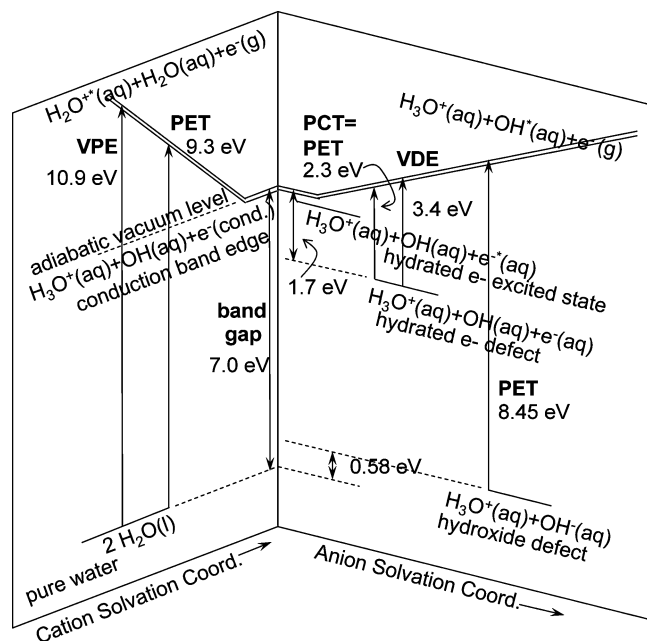 H₂O⁺*(aq)+H₂O(aq)+e⁻(g)
PET
9.3 eV
VPE
10.9 eV
PCT=
PET
2.3 eV
VDE
3.4 eV
H₃O⁺(aq)+OH*(aq)+e⁻(g)
adiabatic vacuum level
H₃O⁺(aq)+OH(aq)+e⁻(cond.)
conduction band edge
H₃O⁺(aq)+OH(aq)+e⁻*(aq)
hydrated e- excited state
1.7 eV
H₃O⁺(aq)+OH(aq)+e⁻(aq)
hydrated e- defect
band
gap
7.0 eV
PET
8.45 eV
0.58 eV
H₃O⁺(aq)+OH⁻(aq)
hydroxide defect
2 H₂O(l)
pure water
Cation Solvation Coord.
Anion Solvation Coord.